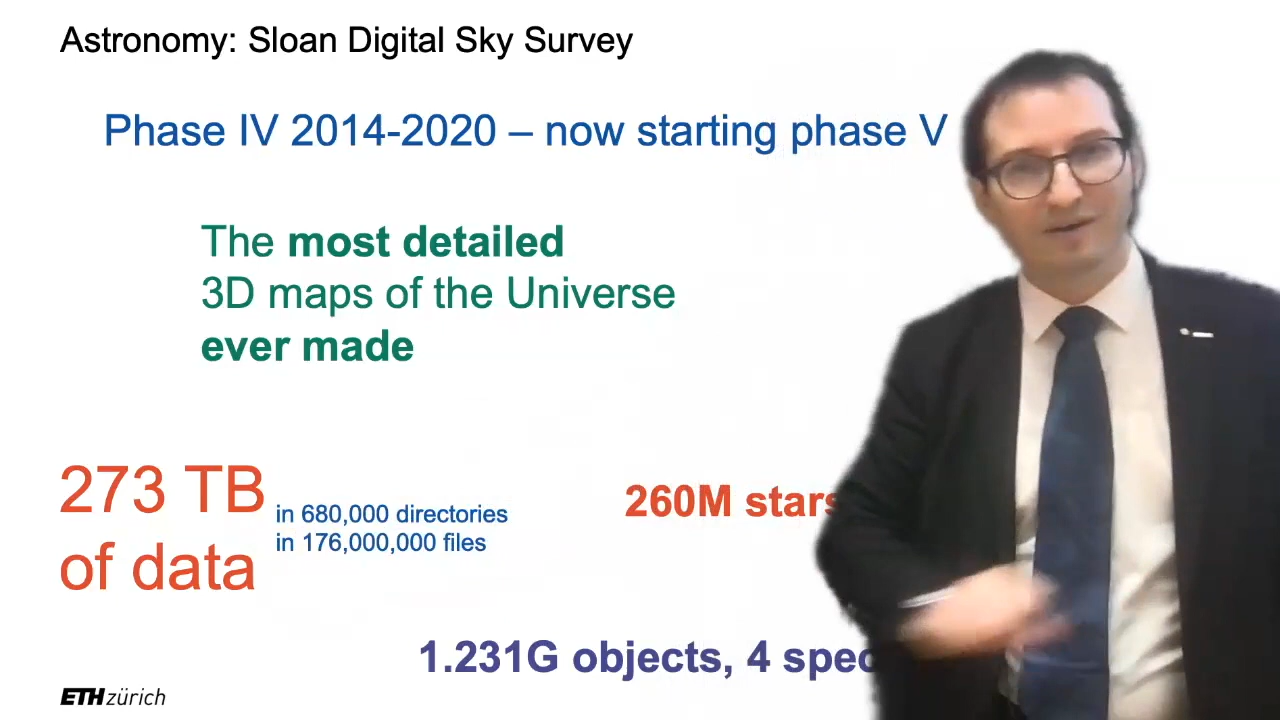 Astronomy: Sloan Digital Sky Survey
Phase IV 2014-2020 – now starting phase V
The most detailed
3D maps of the Universe
ever made
273 TB
of data
in 680,000 directories
in 176,000,000 files
260M stars
1.231G objects, 4
ETH zürich